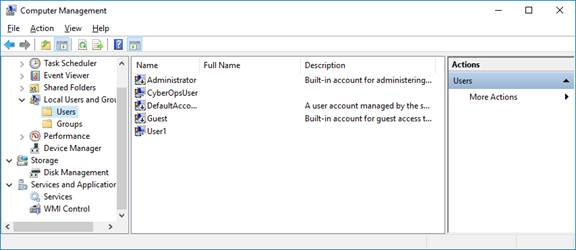 Computer Management
File Action View Help
Task Scheduler
Event Viewer
Shared Folders
Local Users and Grou
Users
Groups
Performance
Device Manager
Storage
Disk Management
Services and Application
Services
WMI Control
Name Full Name Description
Administrator Built-in account for administering...
CyberOpsUser
DefaultAcco... A user account managed by the s...
Guest Built-in account for guest access t...
User1
Actions
Users
More Actions